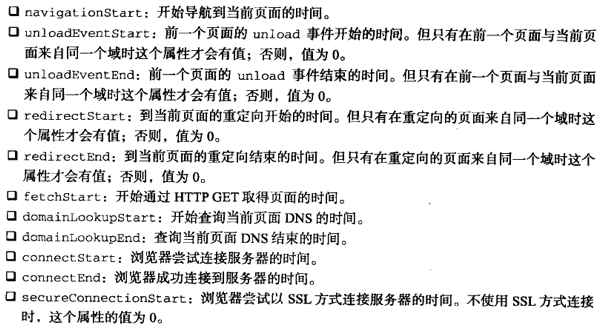 ❑ navigationStart：开始导航到当前页面的时间。
❑ unloadEventStart：前一个页面的 unload 事件开始的时间。但只有在前一个页面与当前页
面来自同一个域时这个属性才会有值；否则，值为 0。
❑ unloadEventEnd：前一个页面的 unload 事件结束的时间。但只有在前一个页面与当前页面
来自同一个域时这个属性才会有值；否则，值为 0。
❑ redirectStart：到当前页面的重定向开始的时间。但只有在重定向的页面来自同一个域时这
个属性才会有值；否则，值为 0。
❑ redirectEnd：到当前页面的重定向结束的时间。但只有在重定向的页面来自同一个域时这个
属性才会有值；否则，值为 0。
❑ fetchStart：开始通过 HTTP GET 取得页面的时间。
❑ domainLookupStart：开始查询当前页面 DNS 的时间。
❑ domainLookupEnd：查询当前页面 DNS 结束的时间。
❑ connectStart：浏览器尝试连接服务器的时间。
❑ connectEnd：浏览器成功连接到服务器的时间。
❑ secureConnectionStart：浏览器尝试以 SSL 方式连接服务器的时间。不使用 SSL 方式连接
时，这个属性的值为 0。